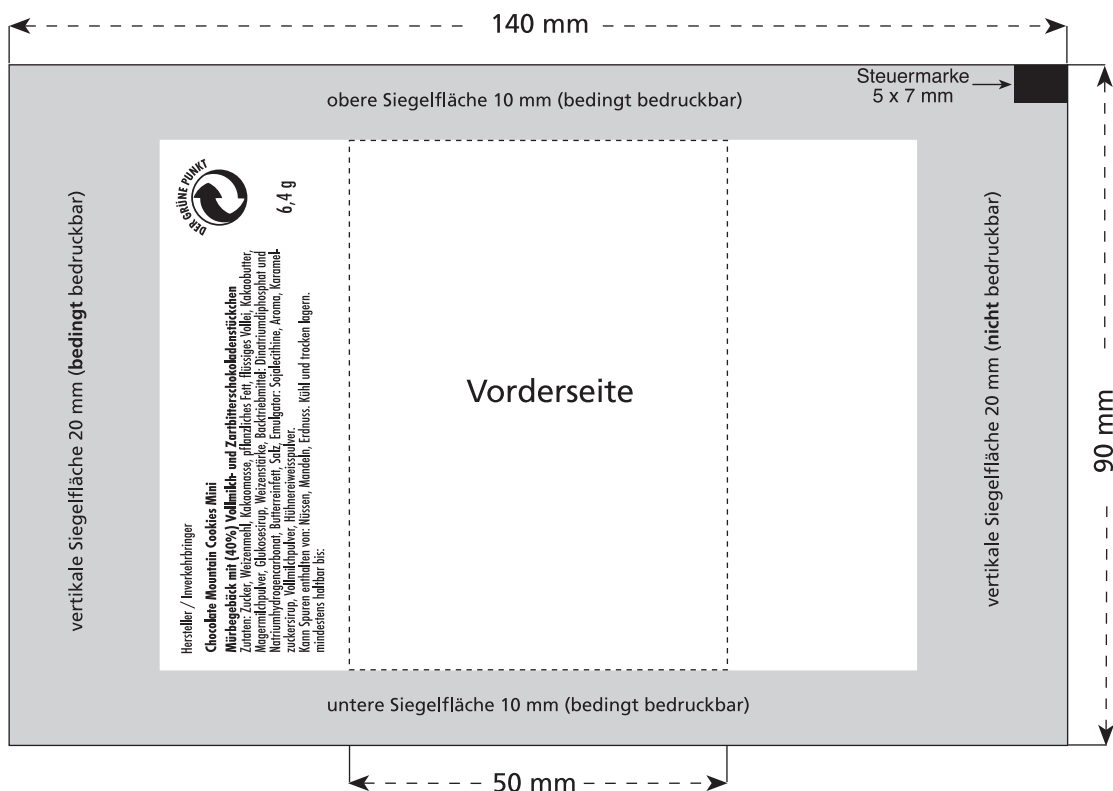 140 mm
Steuermarke
5 x 7 mm
obere Siegelfläche 10 mm (bedingt bedruckbar)
vertikale Siegelfläche 20 mm (bedingt bedruckbar)
DER GRÜNE PUNKT
6,4 g
Hersteller / Inverkehrbringer
Chocolate Mountain Cookies Mini
Mürbegebäck mit (40%) Vollmilch- und Zartbitterschokoladenstückchen
Zutaten: Zucker, Weizenmehl, Kakaomasse, pflanzliches Fett, flüssiges Vollei, Kakaobutter,
Magermilchpulver, Glukosesirup, Weizenstärke, Backtriebmittel: Dinatriumdiphosphat und
Natriumhydrogencarbonat, Butterreinfett, Salz, Emulgator: Sojalecithine, Aroma, Karamel-
zuckersirup, Vollmilchpulver, Hühnereiweisspulver.
Kann Spuren enthalten von: Nüssen, Mandeln, Erdnuss. Kühl und trocken lagern.
mindestens haltbar bis:
Vorderseite
vertikale Siegelfläche 20 mm (nicht bedruckbar)
90 mm
untere Siegelfläche 10 mm (bedingt bedruckbar)
50 mm